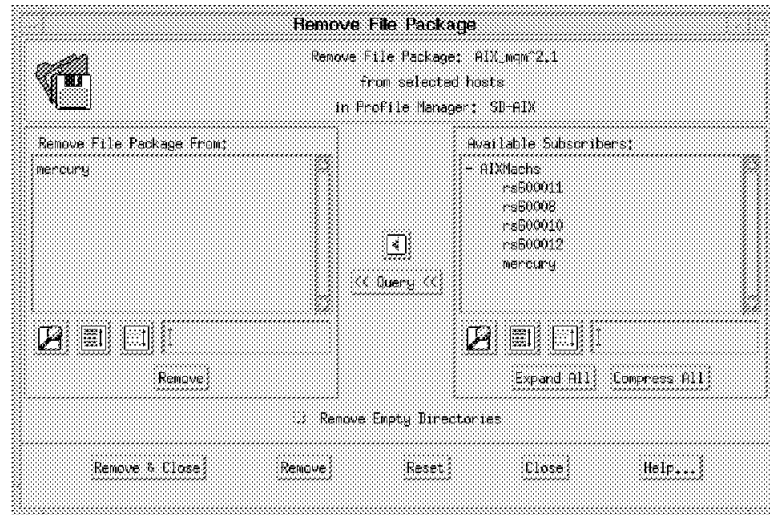 Remove File Package
Remove File Package: AIX_mqm^2.1
from selected hosts
in Profile Manager: SB-AIX
Remove File Package From:
mercury
Available Subscribers:
- AIXMachs
rs600011
rs60008
rs600010
rs600012
mercury
<< Query <<
Remove
Expand All Compress All
Remove Empty Directories
Remove & Close Remove Reset Close Help...